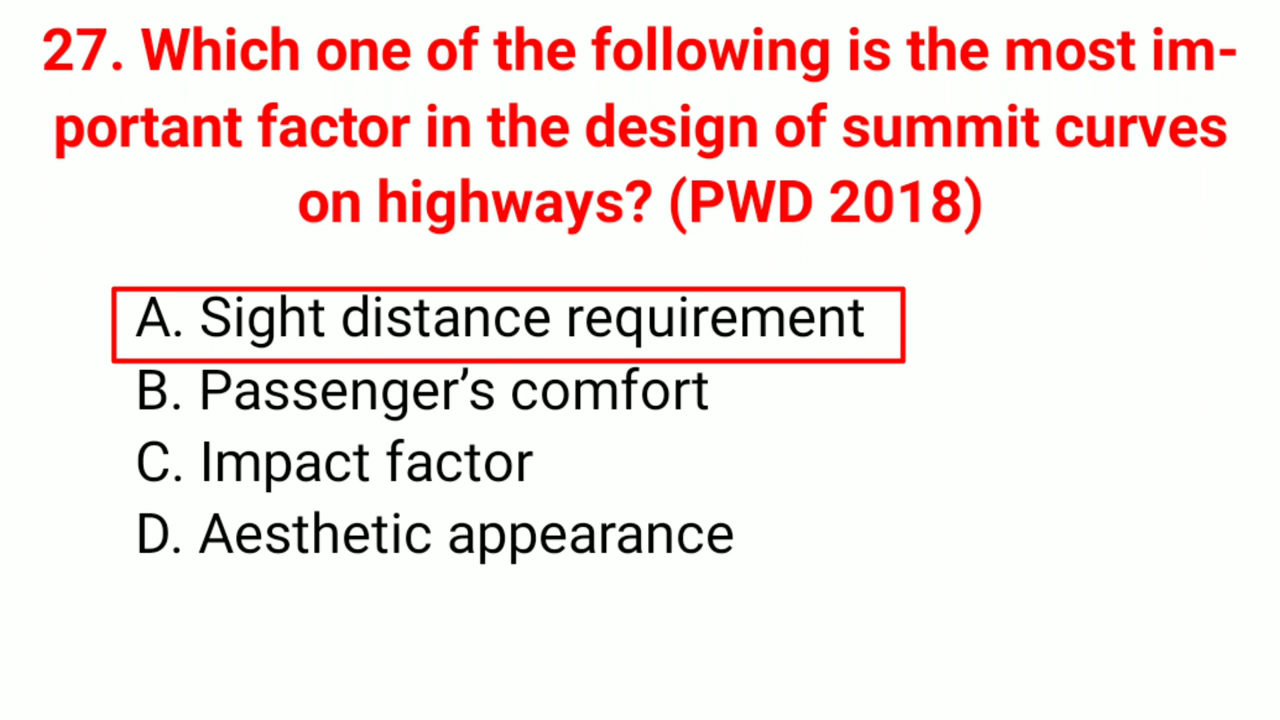 27. Which one of the following is the most im-
portant factor in the design of summit curves
on highways? (PWD 2018)
A. Sight distance requirement
B. Passenger’s comfort
C. Impact factor
D. Aesthetic appearance